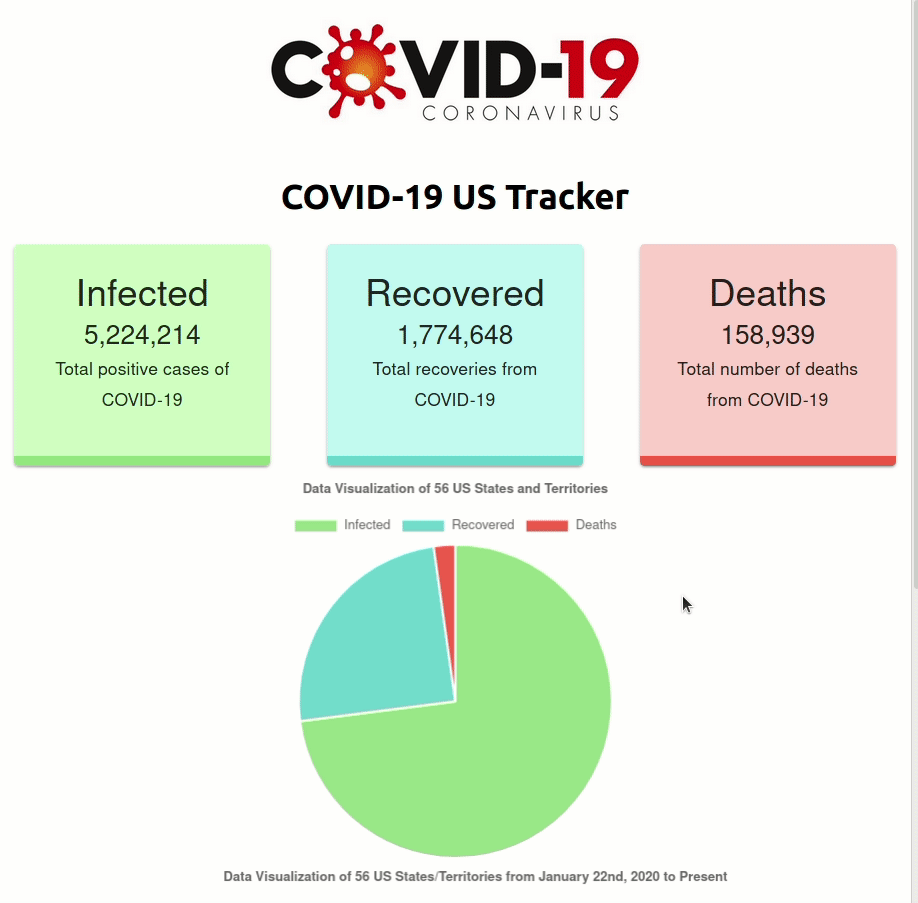 COVID-19
CORONAVIRUS
COVID-19 US Tracker
Infected
5,224,214
Total positive cases of
COVID-19
Recovered
1,774,648
Total recoveries from
COVID-19
Deaths
158,939
Total number of deaths
from COVID-19
Data Visualization of 56 US States and Territories
Infected Recovered Deaths
Data Visualization of 56 US States/Territories from January 22nd, 2020 to Present